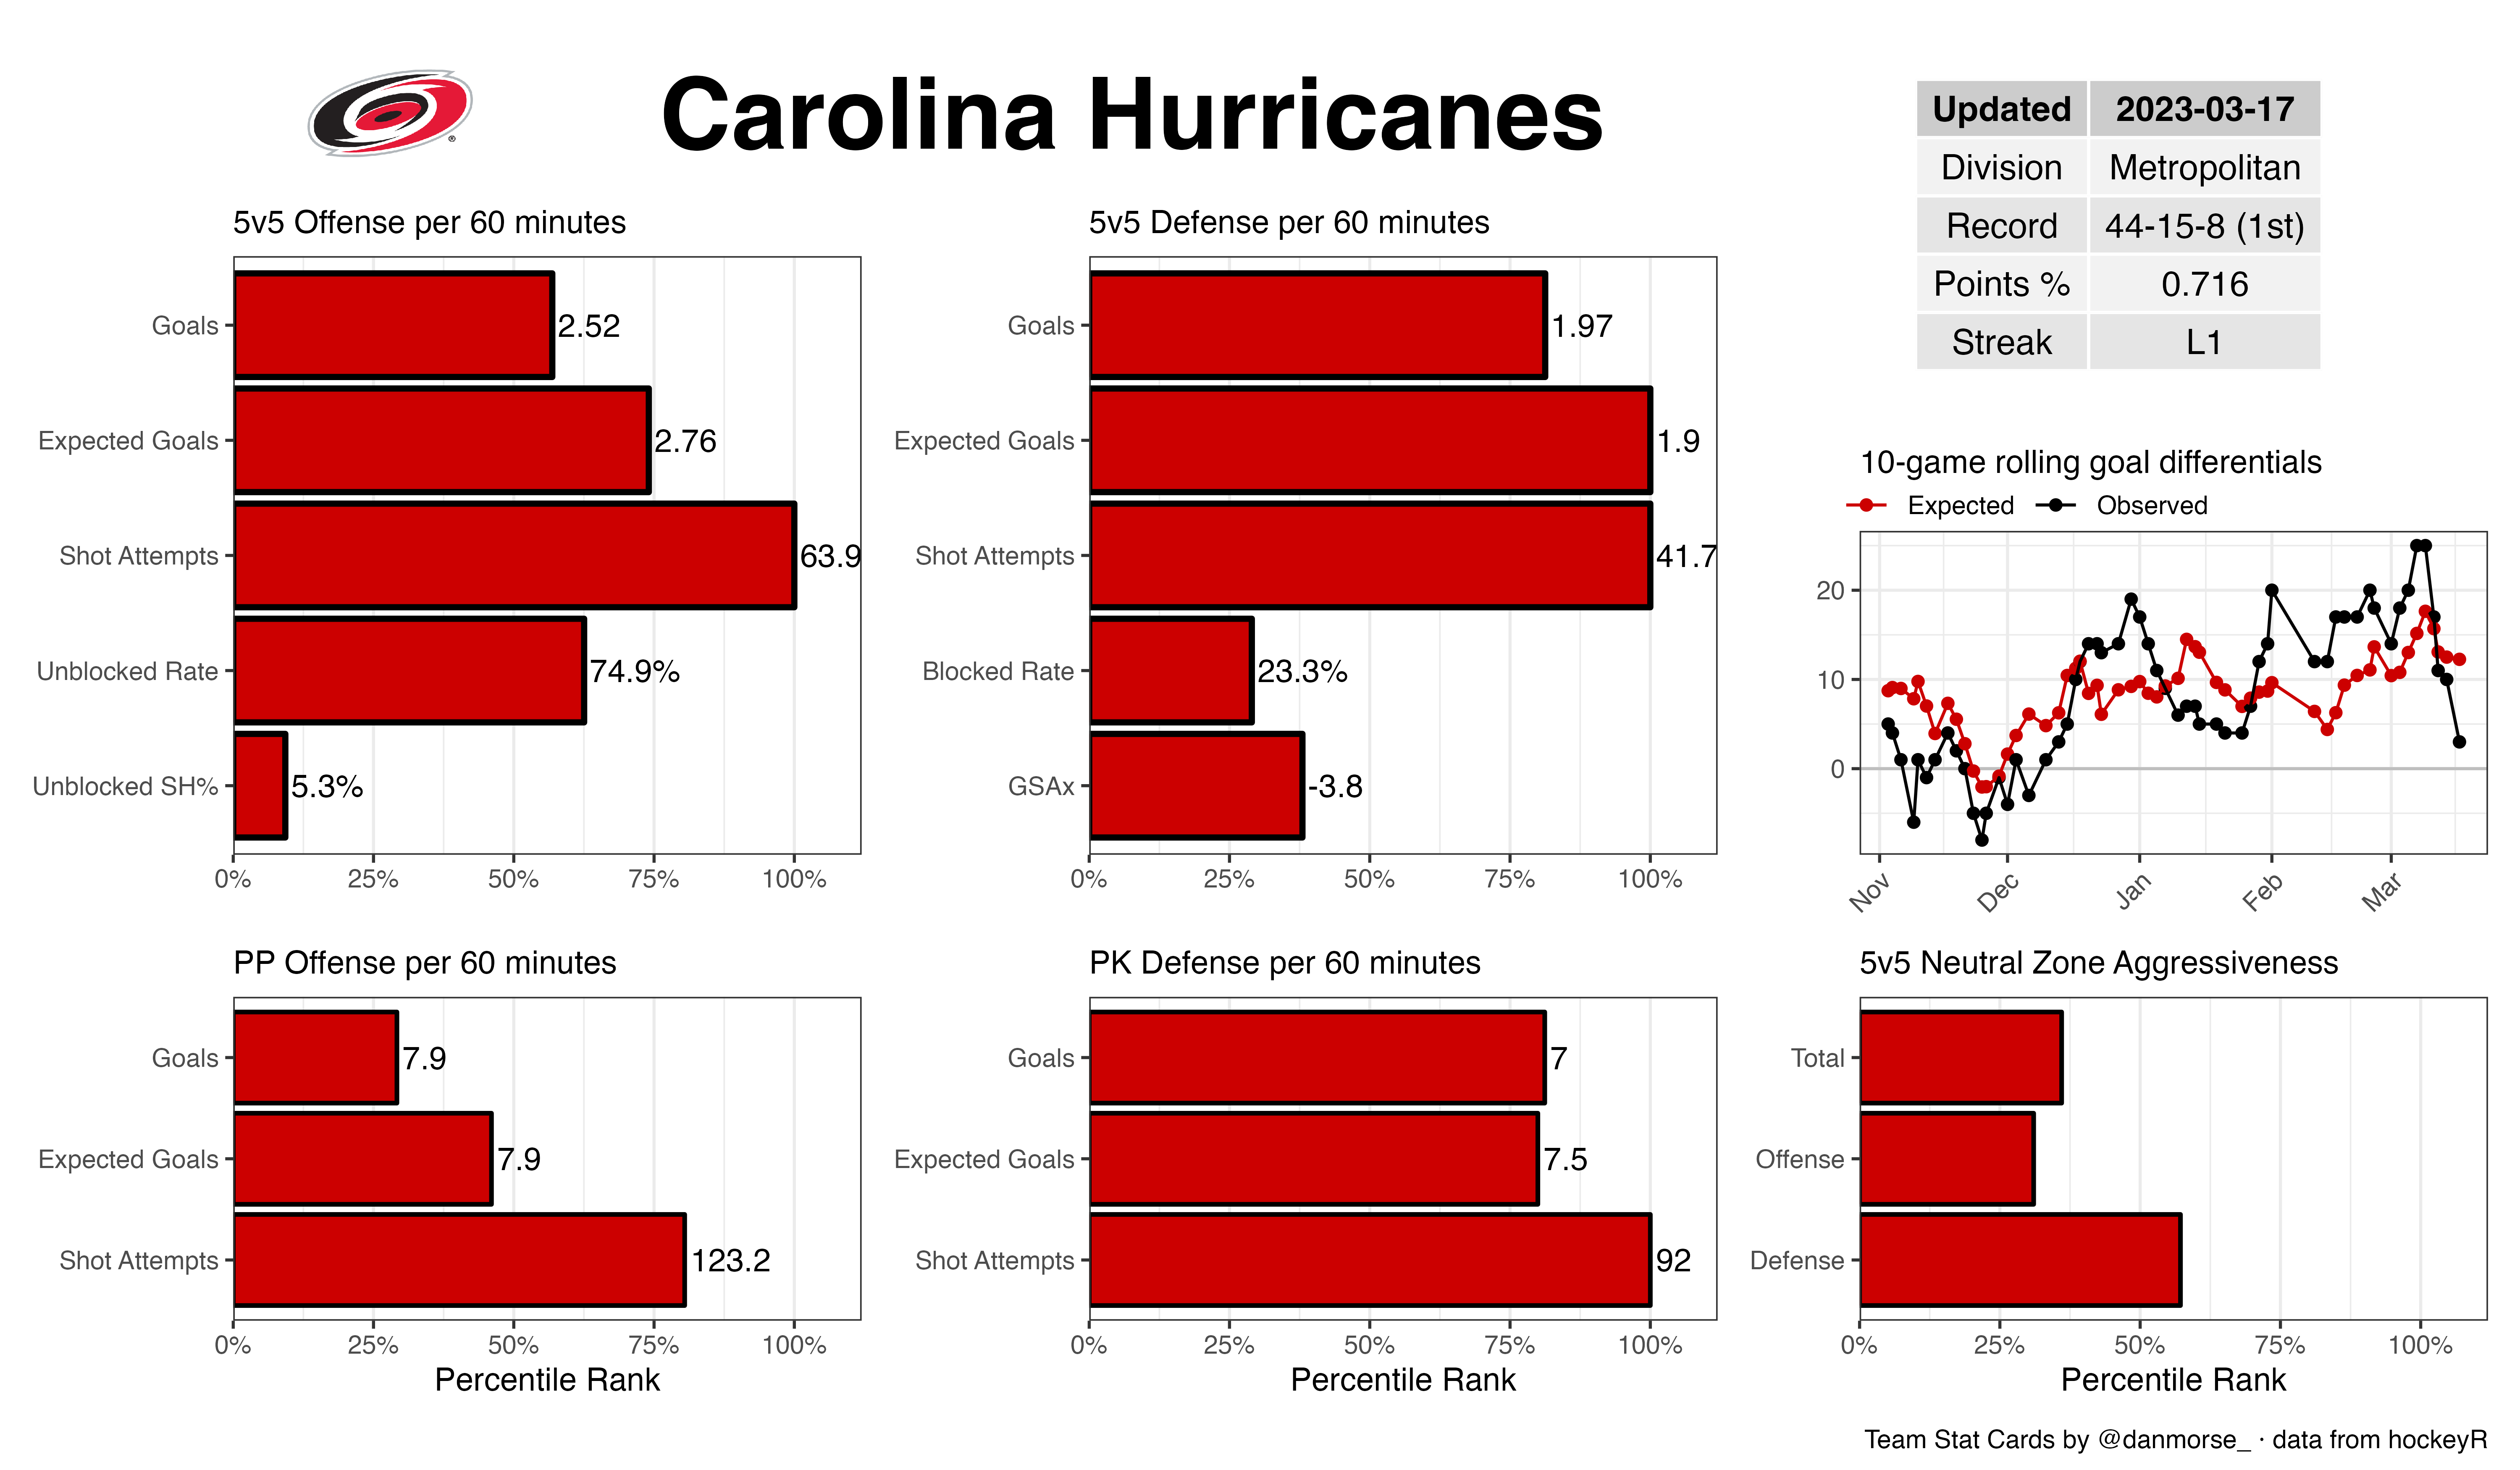 Carolina Hurricanes
Updated 2023-03-17
Division Metropolitan
Record 44-15-8 (1st)
Points % 0.716
Streak L1
5v5 Offense per 60 minutes
Goals 2.52
Expected Goals 2.76
Shot Attempts 63.9
Unblocked Rate 74.9%
Unblocked SH% 5.3%
0% 25% 50% 75% 100%
5v5 Defense per 60 minutes
Goals 1.97
Expected Goals 1.9
Shot Attempts 41.7
Blocked Rate 23.3%
GSAx -3.8
0% 25% 50% 75% 100%
10-game rolling goal differentials
Expected Observed
20
10
0
Nov Dec Jan Feb Mar
PP Offense per 60 minutes
Goals 7.9
Expected Goals 7.9
Shot Attempts 123.2
0% 25% 50% 75% 100%
Percentile Rank
PK Defense per 60 minutes
Goals 7
Expected Goals 7.5
Shot Attempts 92
0% 25% 50% 75% 100%
Percentile Rank
5v5 Neutral Zone Aggressiveness
Total
Offense
Defense
0% 25% 50% 75% 100%
Percentile Rank
Team Stat Cards by @danmorse_ · data from hockeyR